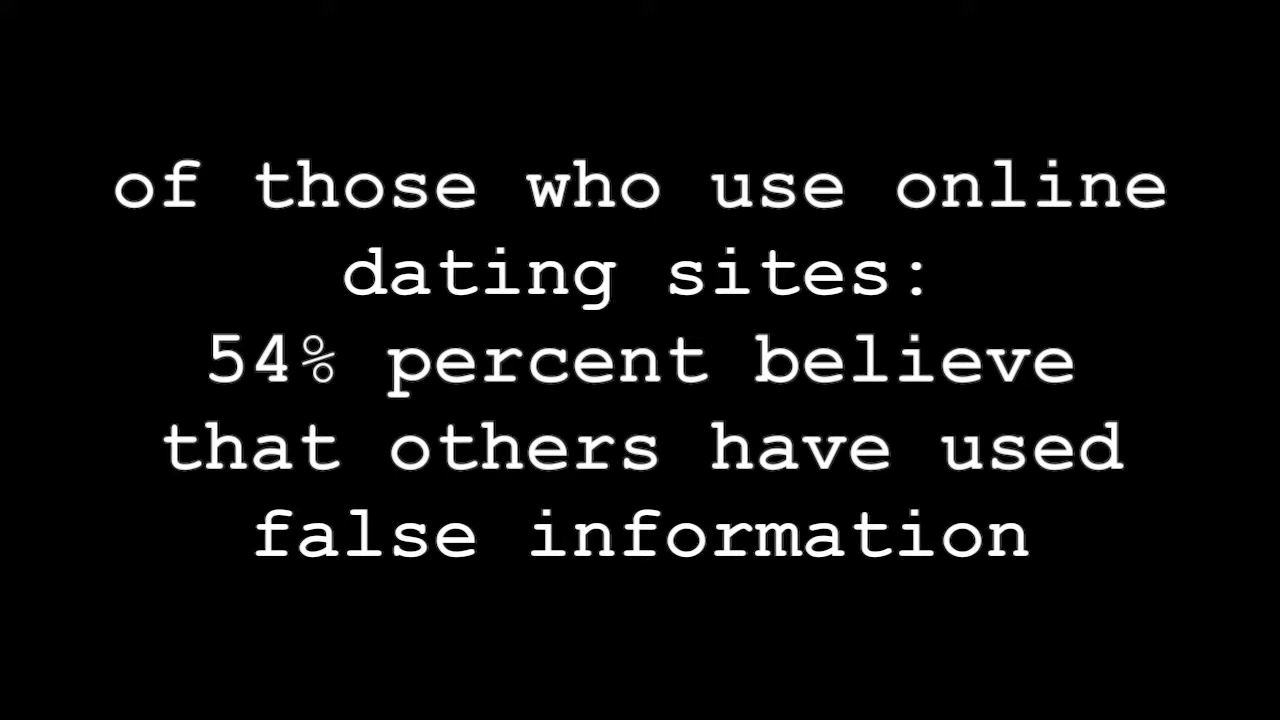 of those who use online
dating sites:
54% percent believe
that others have used
false information